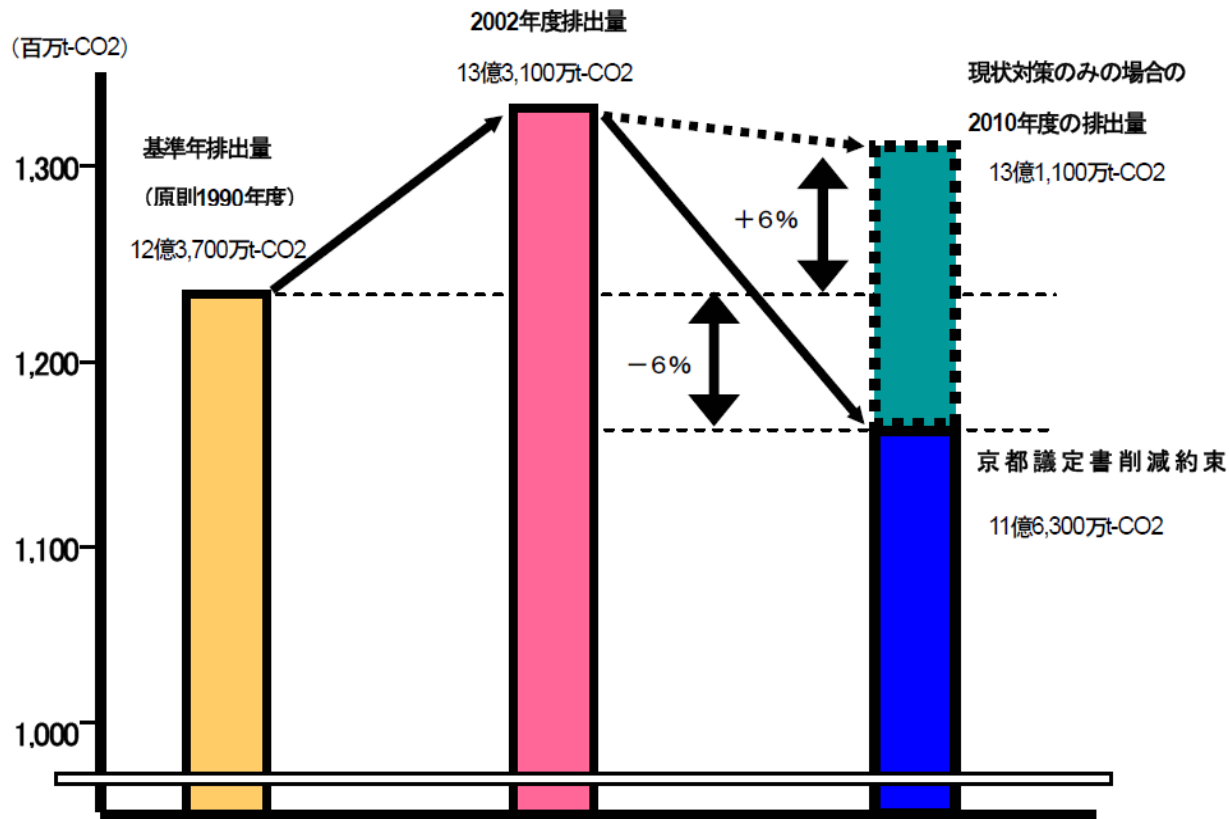 （百万t-CO2）
2002年度排出量
13億3,100万t-CO2
現状対策のみの場合の
2010年度の排出量
13億1,100万t-CO2
基準年排出量
（原則1990年度）
12億3,700万t-CO2
1,300
＋6%
1,200
－6%
京都議定書削減約束
11億6,300万t-CO2
1,100
1,000